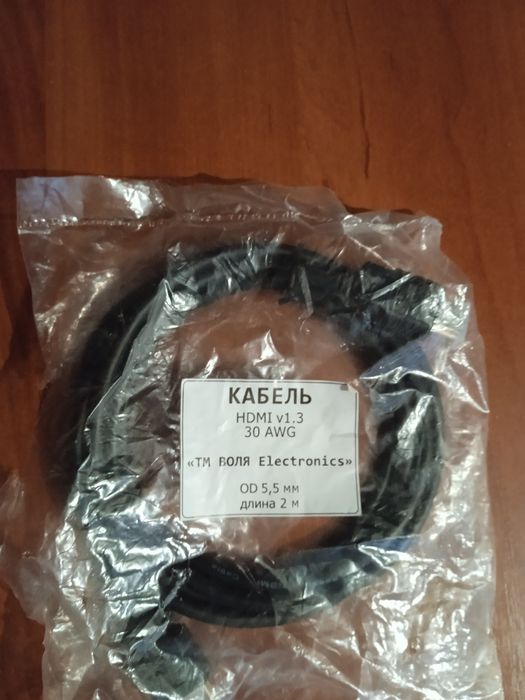 КАБЕЛЬ
HDMI v1.3
30 AWG
«ТМ ВОЛЯ Electronics»
OD 5,5 мм
длина 2 м